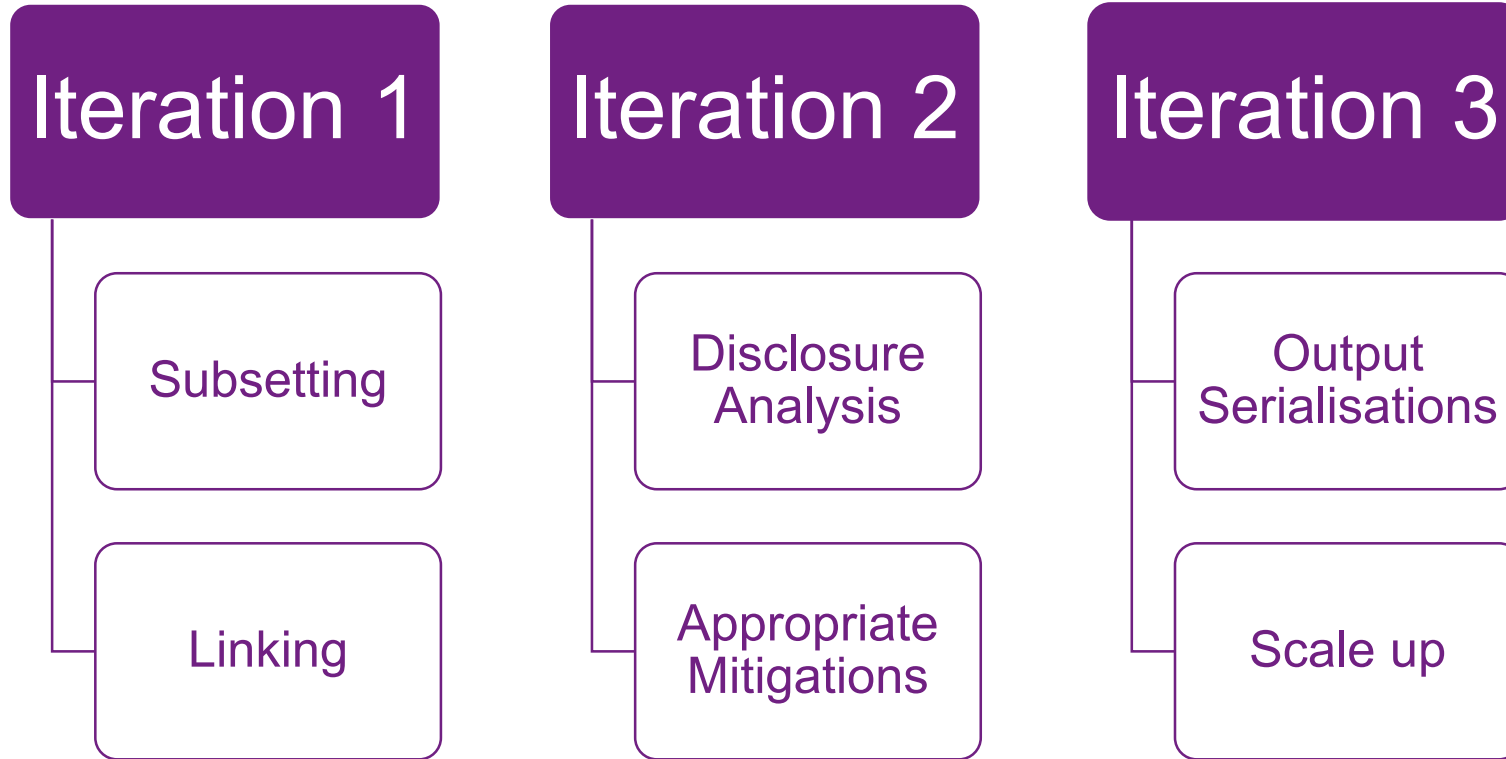 Iteration 1
Subsetting
Linking
Iteration 2
Disclosure
Analysis
Appropriate
Mitigations
Iteration 3
Output
Serialisations
Scale up